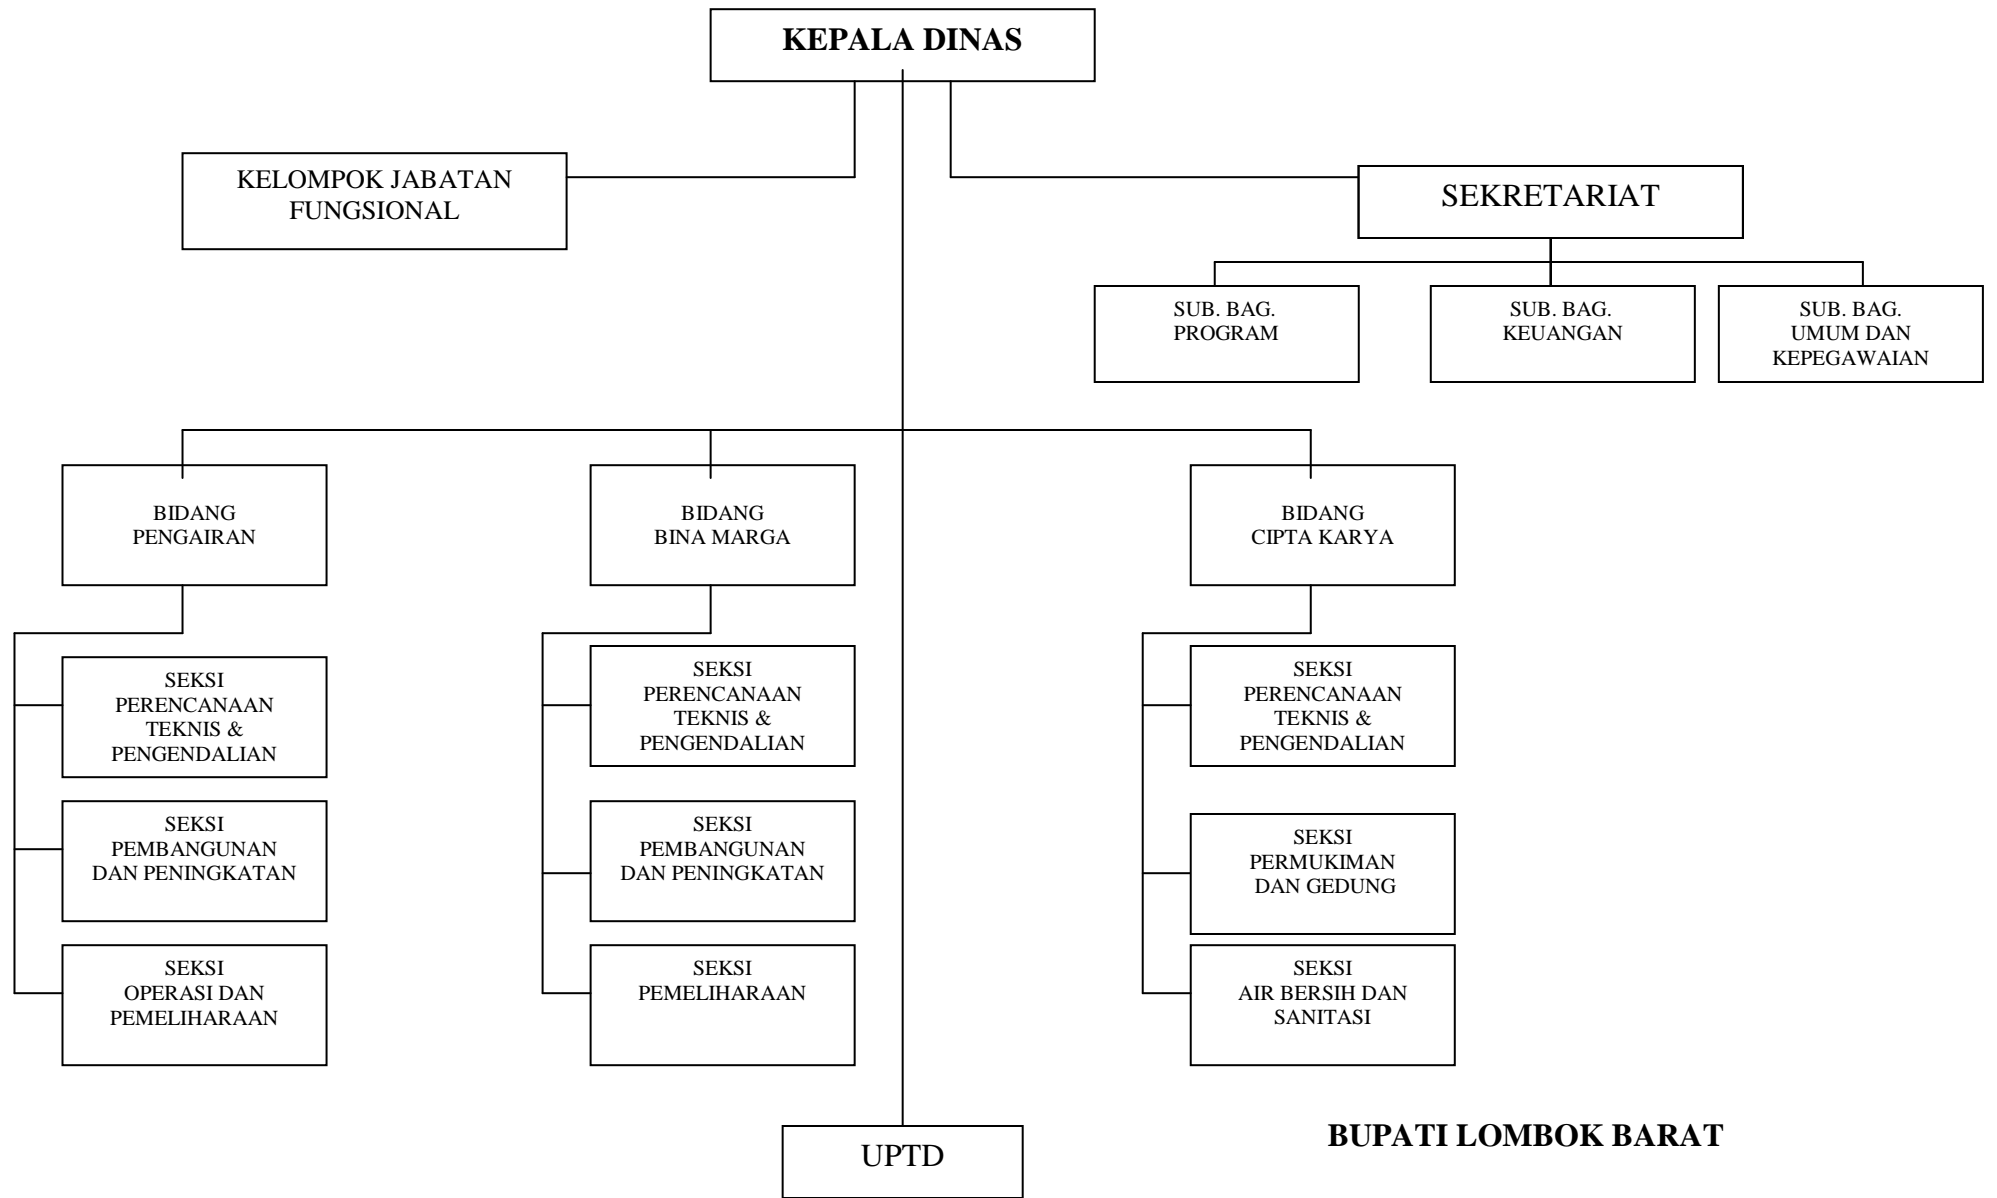 KEPALA DINAS
KELOMPOK JABATAN
FUNGSIONAL
SEKRETARIAT
SUB. BAG.
PROGRAM
SUB. BAG.
KEUANGAN
SUB. BAG.
UMUM DAN
KEPEGAWAIAN
BIDANG
PENGAIRAN
BIDANG
BINA MARGA
BIDANG
CIPTA KARYA
SEKSI
PERENCANAAN
TEKNIS &
PENGENDALIAN
SEKSI
PEMBANGUNAN
DAN PENINGKATAN
SEKSI
OPERASI DAN
PEMELIHARAAN
SEKSI
PERENCANAAN
TEKNIS &
PENGENDALIAN
SEKSI
PEMBANGUNAN
DAN PENINGKATAN
SEKSI
PEMELIHARAAN
SEKSI
PERENCANAAN
TEKNIS &
PENGENDALIAN
SEKSI
PERMUKIMAN
DAN GEDUNG
SEKSI
AIR BERSIH DAN
SANITASI
UPTD
BUPATI LOMBOK BARAT